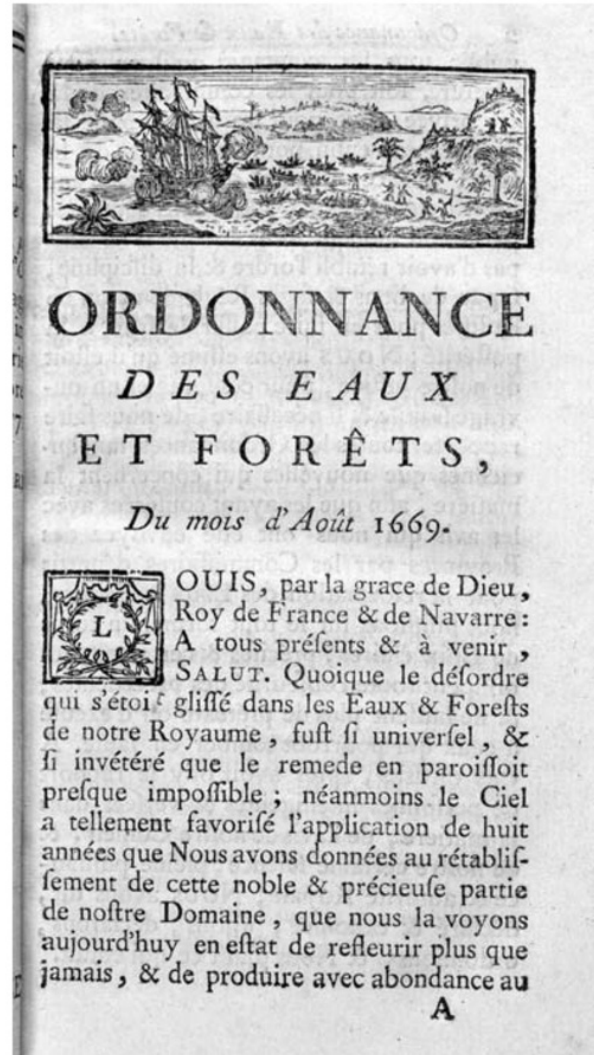 ORDONNANCE
DES EAUX
ET FORÊTS,
Du mois d'Août 1669.
LOUIS, par la grace de Dieu,
Roy de France & de Navarre:
A tous préſents & à venir,
SALUT. Quoique le déſordre
qui s'étoit gliſſé dans les Eaux & Foreſts
de notre Royaume, fuſt ſi univerſel, &
ſi invétéré que le remede en paroiſſoit
preſque impoſſible; néanmoins le Ciel
a tellement favoriſé l'application de huit
années que Nous avons données au rétabliſ-
ſement de cette noble & précieuſe partie
de noſtre Domaine, que nous la voyons
aujourd'huy en eſtat de refleurir plus que
jamais, & de produire avec abondance au
A